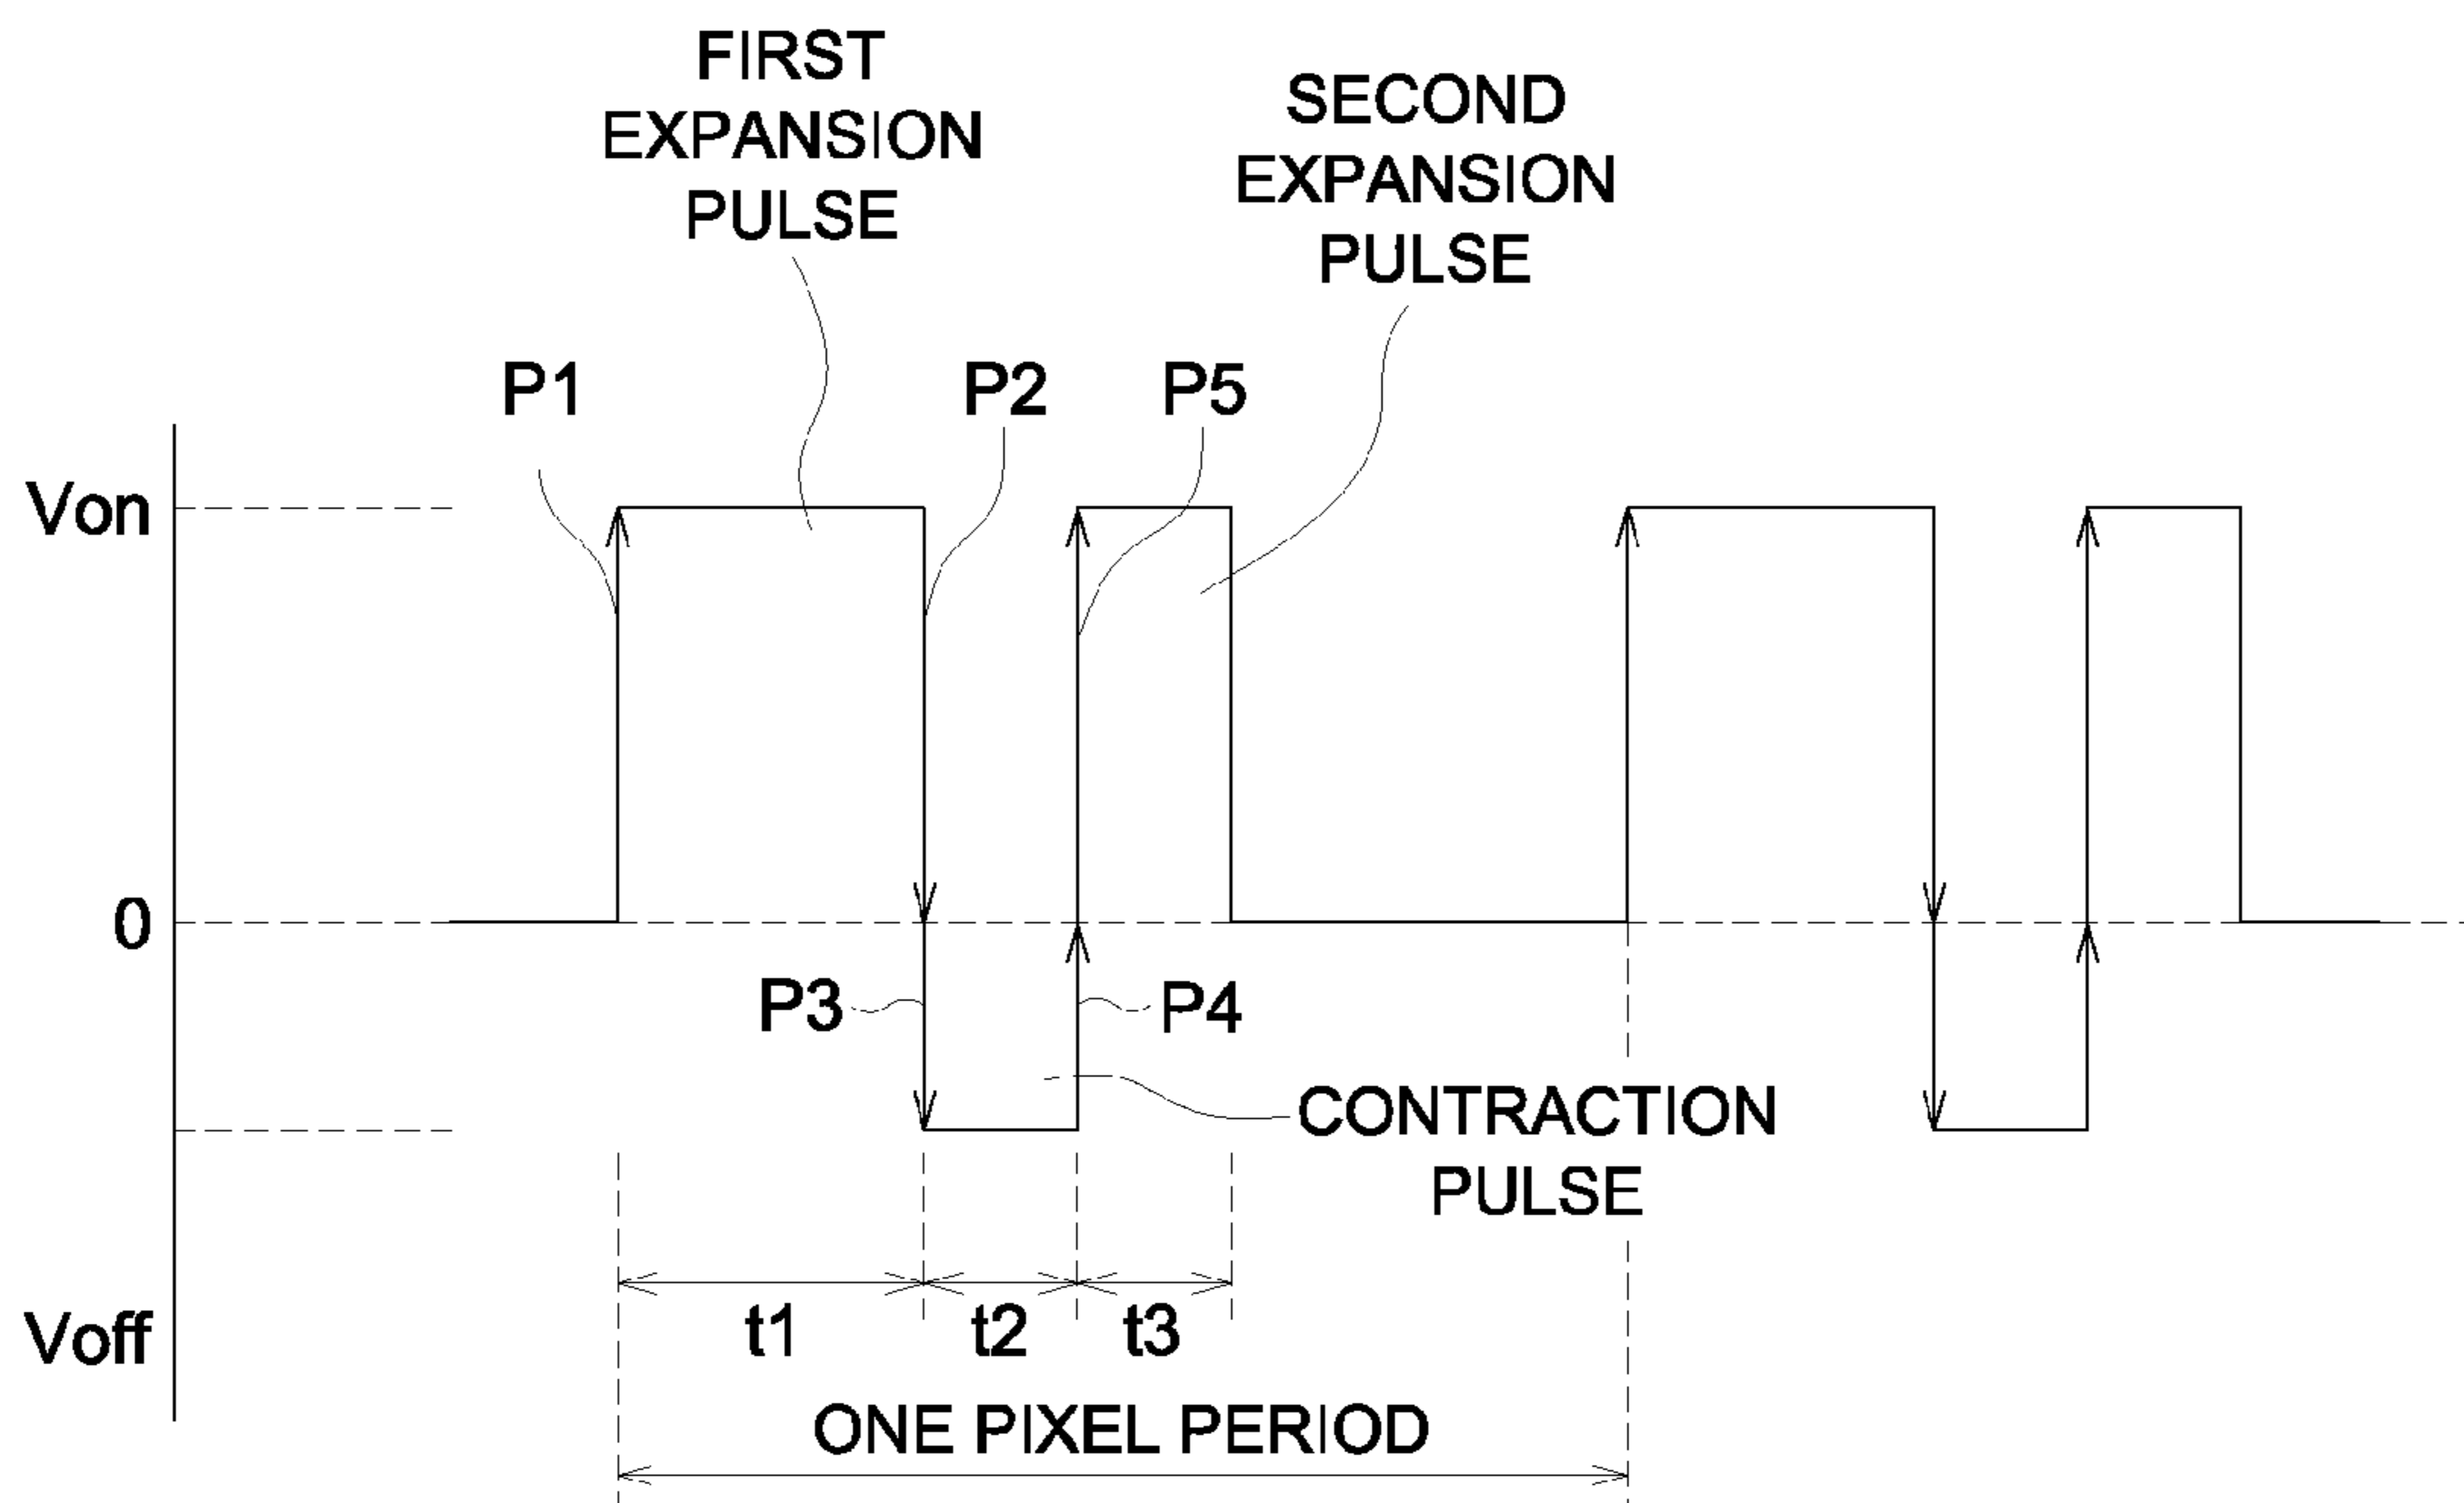 FIRST
EXPANSION
PULSE
SECOND
EXPANSION
PULSE
P1
P2
P5
Von
0
P3
P4
CONTRACTION
PULSE
t1
t2
t3
Voff
ONE PIXEL PERIOD